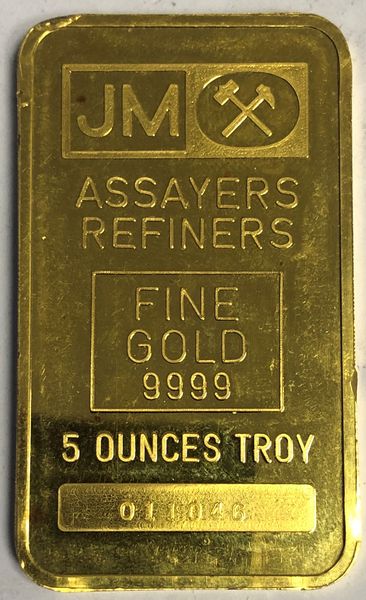 JM
ASSAYERS
REFINERS
FINE
GOLD
9999
5 OUNCES TROY
011046